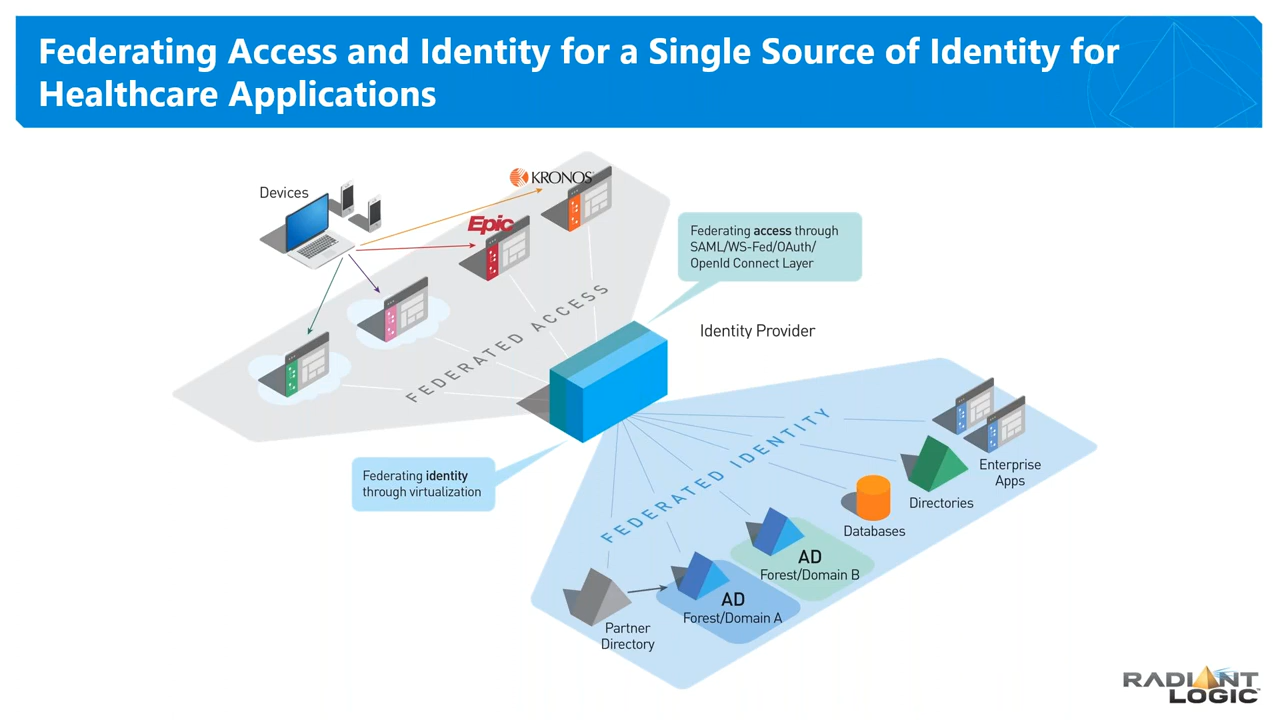 Federating Access and Identity for a Single Source of Identity for
Healthcare Applications
Devices
KRONOS
Epic
Federating access through
SAML/WS-Fed/OAuth/
OpenId Connect Layer
FEDERATED ACCESS
Identity Provider
Federating identity
through virtualization
FEDERATED IDENTITY
Enterprise
Apps
Directories
Databases
AD
Forest/Domain B
AD
Forest/Domain A
Partner
Directory
RADIANT
LOGIC